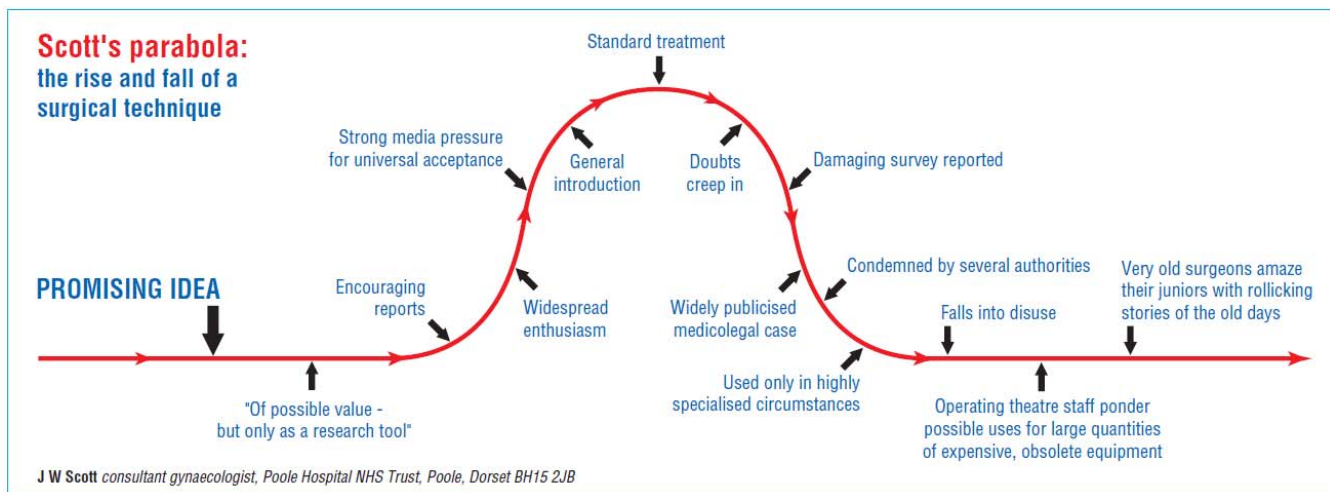 Scott's parabola:
the rise and fall of a
surgical technique
PROMISING IDEA
"Of possible value -
but only as a research tool"
Encouraging
reports
Widespread
enthusiasm
Strong media pressure
for universal acceptance
General
introduction
Standard treatment
Doubts
creep in
Damaging survey reported
Widely publicised
medicolegal case
Condemned by several authorities
Used only in highly
specialised circumstances
Falls into disuse
Operating theatre staff ponder
possible uses for large quantities
of expensive, obsolete equipment
Very old surgeons amaze
their juniors with rollicking
stories of the old days
J W Scott consultant gynaecologist, Poole Hospital NHS Trust, Poole, Dorset BH15 2JB